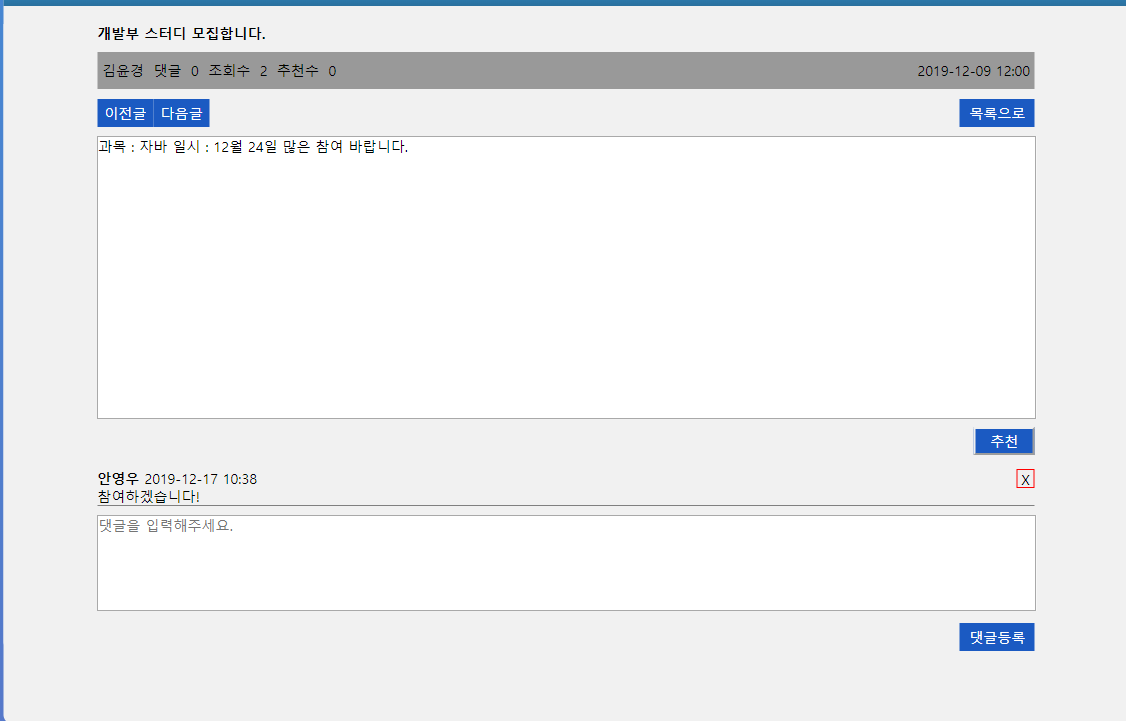 개발부 스터디 모집합니다.
김윤경 댓글 0 조회수 2 추천수 0 2019-12-09 12:00
이전글 다음글 목록으로
과목 : 자바 일시 : 12월 24일 많은 참여 바랍니다.
추천
안영우 2019-12-17 10:38 X
참여하겠습니다!
댓글을 입력해주세요.
댓글등록